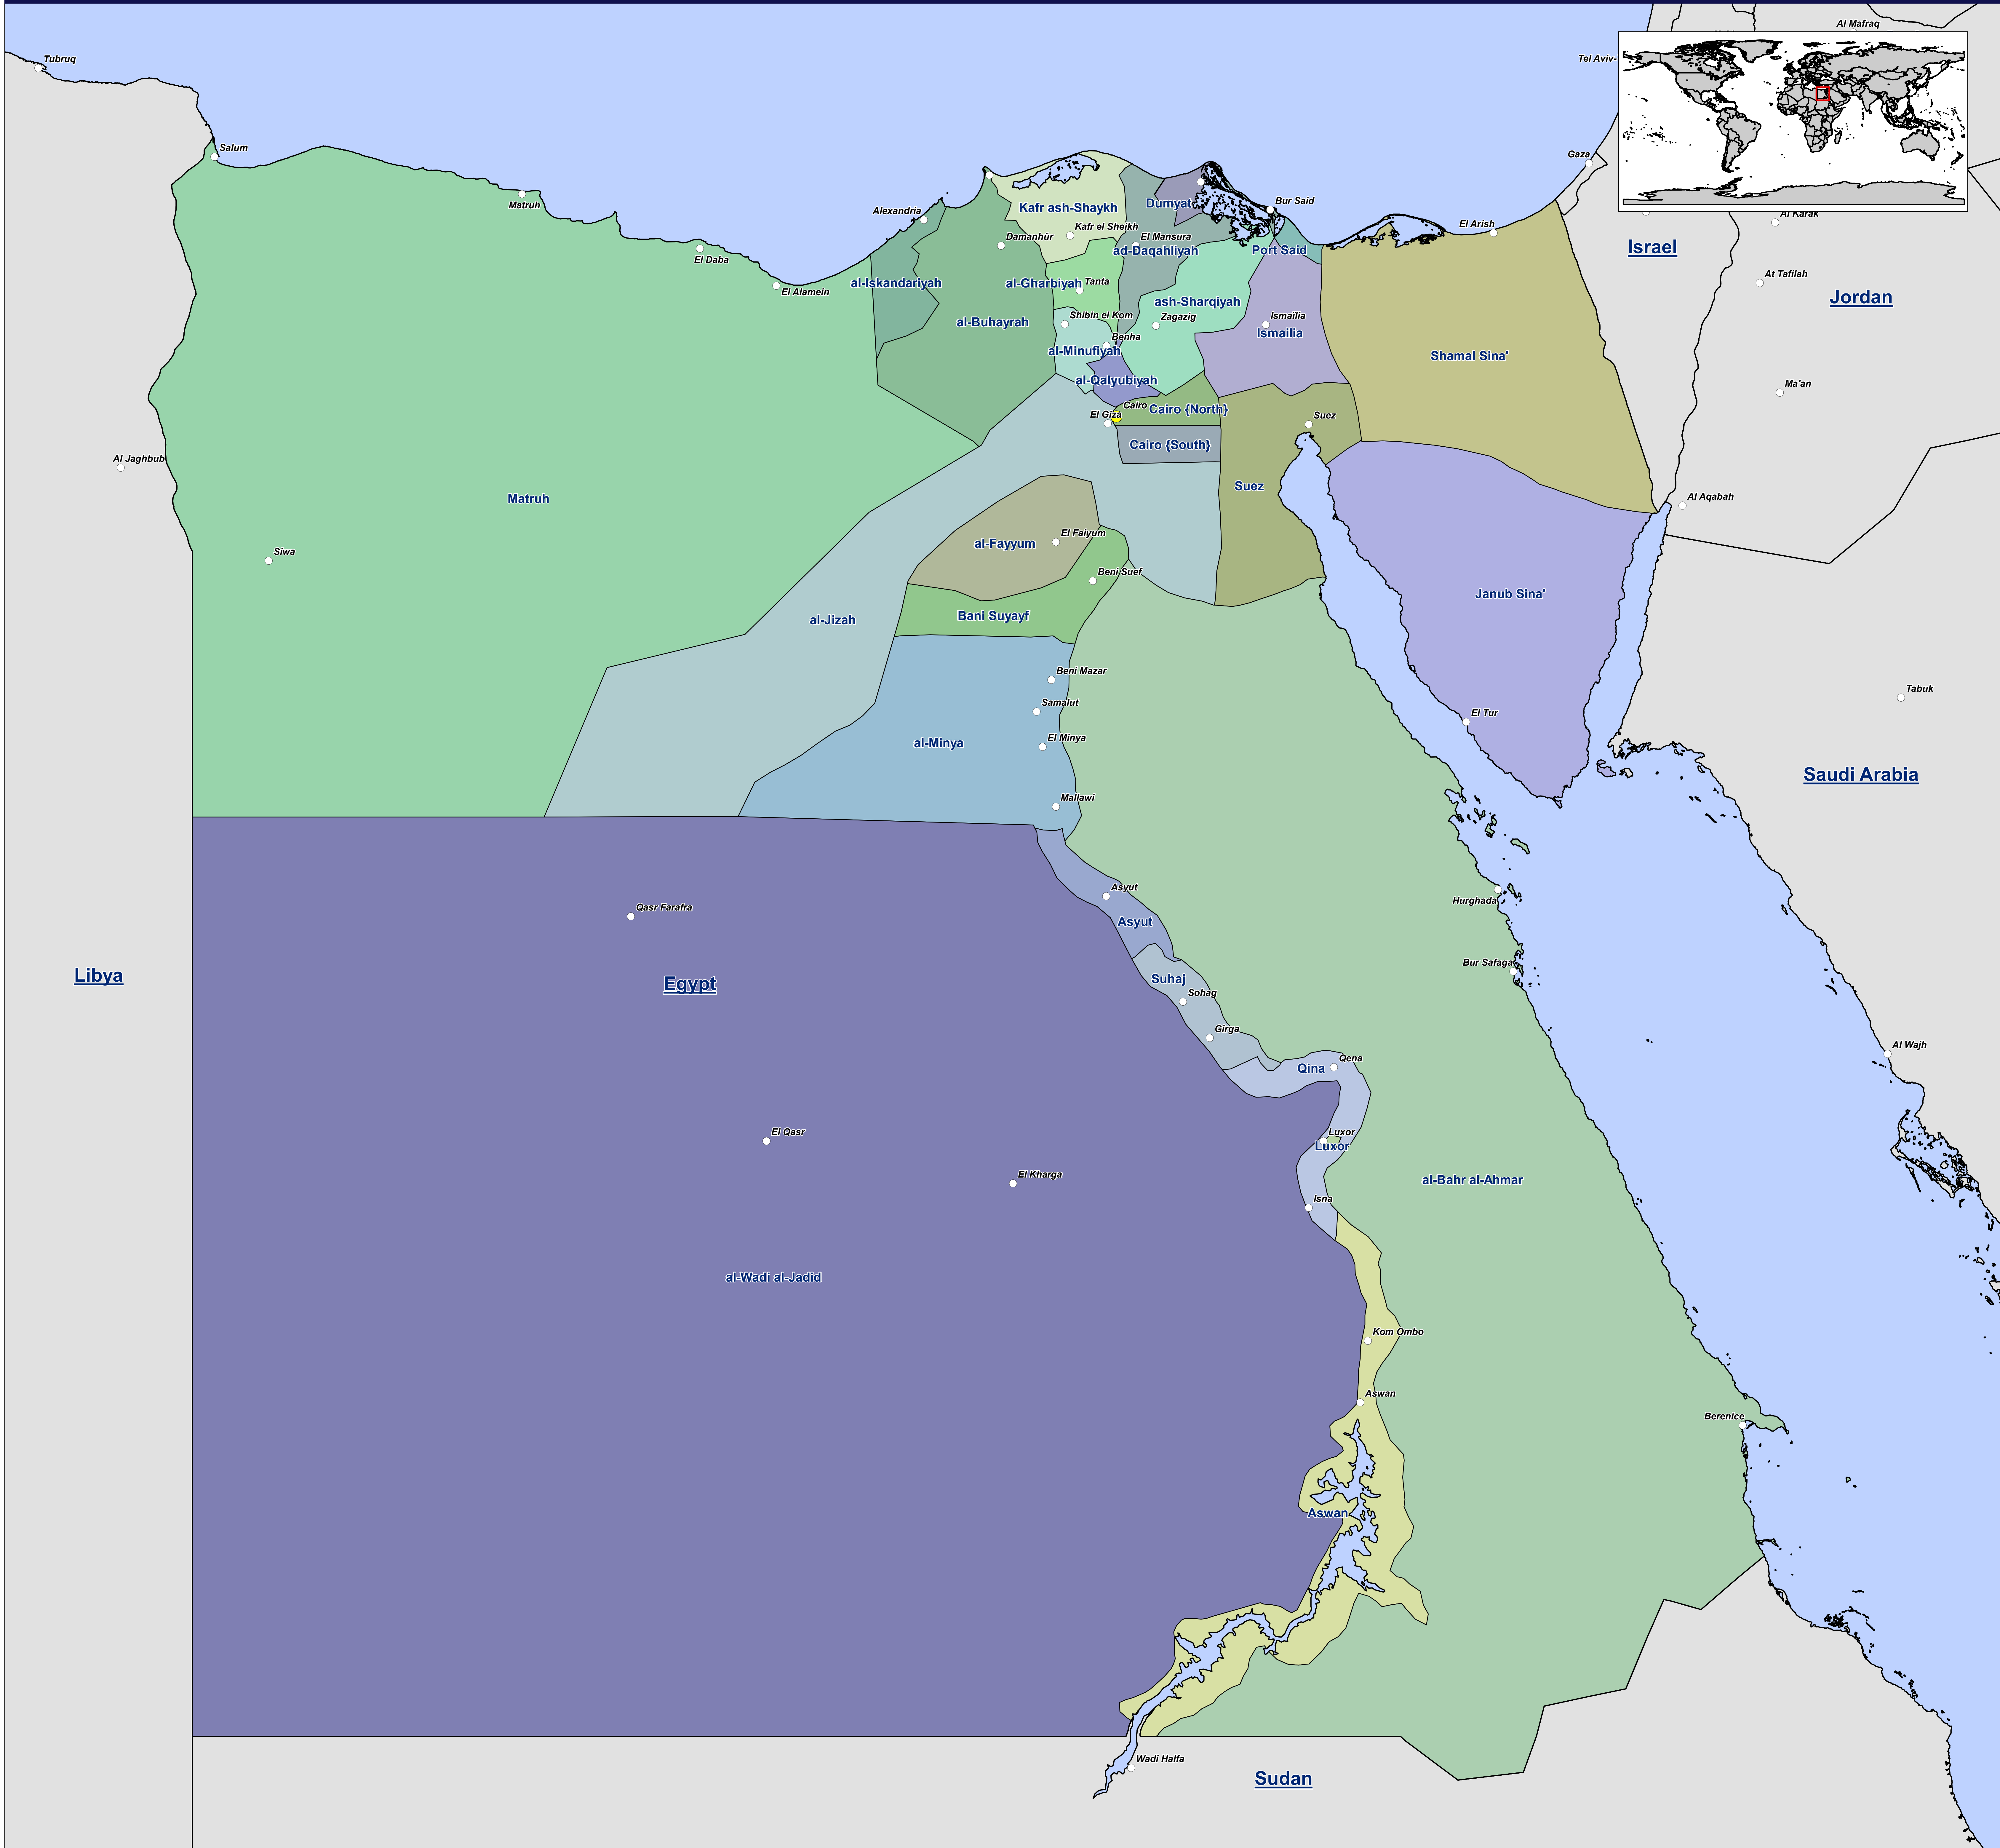 Al Mafraq
Tubruq
Tel Aviv-
Salum
Gaza
Matruh
Alexandria
Kafr ash-Shaykh
Dumyat
Bur Said
Al Karak
Kafr el Sheikh
El Arish
Damanhûr
El Mansura
ad-Daqahliyah
Port Said
Israel
El Daba
At Tafilah
al-Iskandariyah
al-Gharbiyah
Tanta
El Alamein
Jordan
ash-Sharqiyah
Shibin el Kom
Zagazig
Ismaïlia
al-Buhayrah
Ismailia
Benha
al-Minufiyah
Shamal Sina'
al-Qalyubiyah
Ma'an
Cairo
Cairo {North}
El Giza
Suez
Cairo {South}
Al Jaghbub
Suez
Matruh
Al Aqabah
El Faiyum
al-Fayyum
Siwa
Beni Suef
Janub Sina'
Bani Suyayf
al-Jizah
Beni Mazar
Tabuk
Samalut
El Tur
El Minya
al-Minya
Saudi Arabia
Mallawi
Asyut
Hurghada
Qasr Farafra
Asyut
Bur Safaga
Libya
Suhaj
Egypt
Sohag
Girga
Al Wajh
Qena
Qina
El Qasr
Luxor
Luxor
El Kharga
al-Bahr al-Ahmar
Isna
al-Wadi al-Jadid
Kom Ombo
Aswan
Berenice
Aswan
Wadi Halfa
Sudan